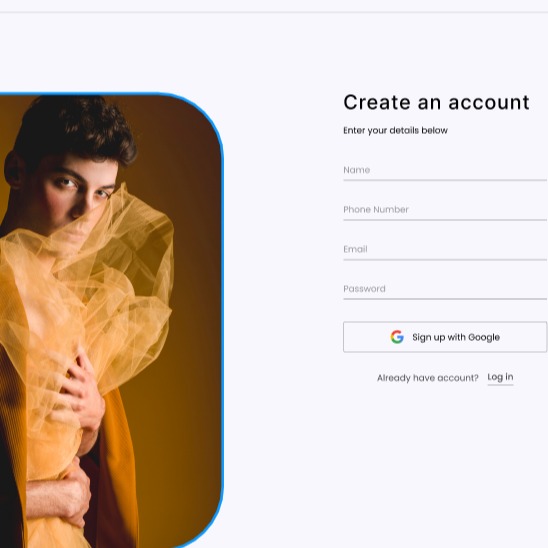 Create an account
Enter your details below
Name
Phone Number
Email
Password
Sign up with Google
Already have account? Log in